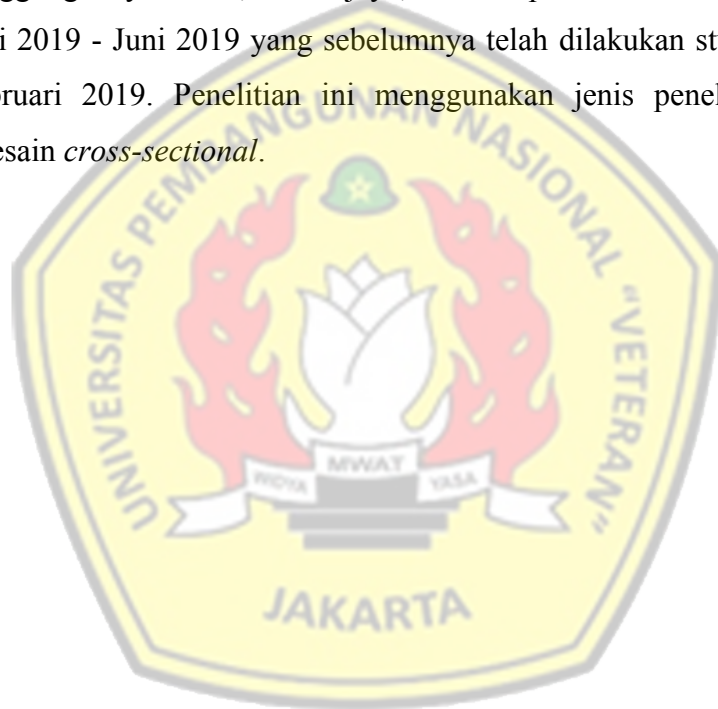 i 2019 - Juni 2019 yang sebelumnya telah dilakukan st
ruari 2019. Penelitian ini menggunakan jenis pene
esain cross-sectional.
UNIVERSITAS PEMBANGUNAN NASIONAL "VETERAN"
WIDYA MWAT YASA
JAKARTA